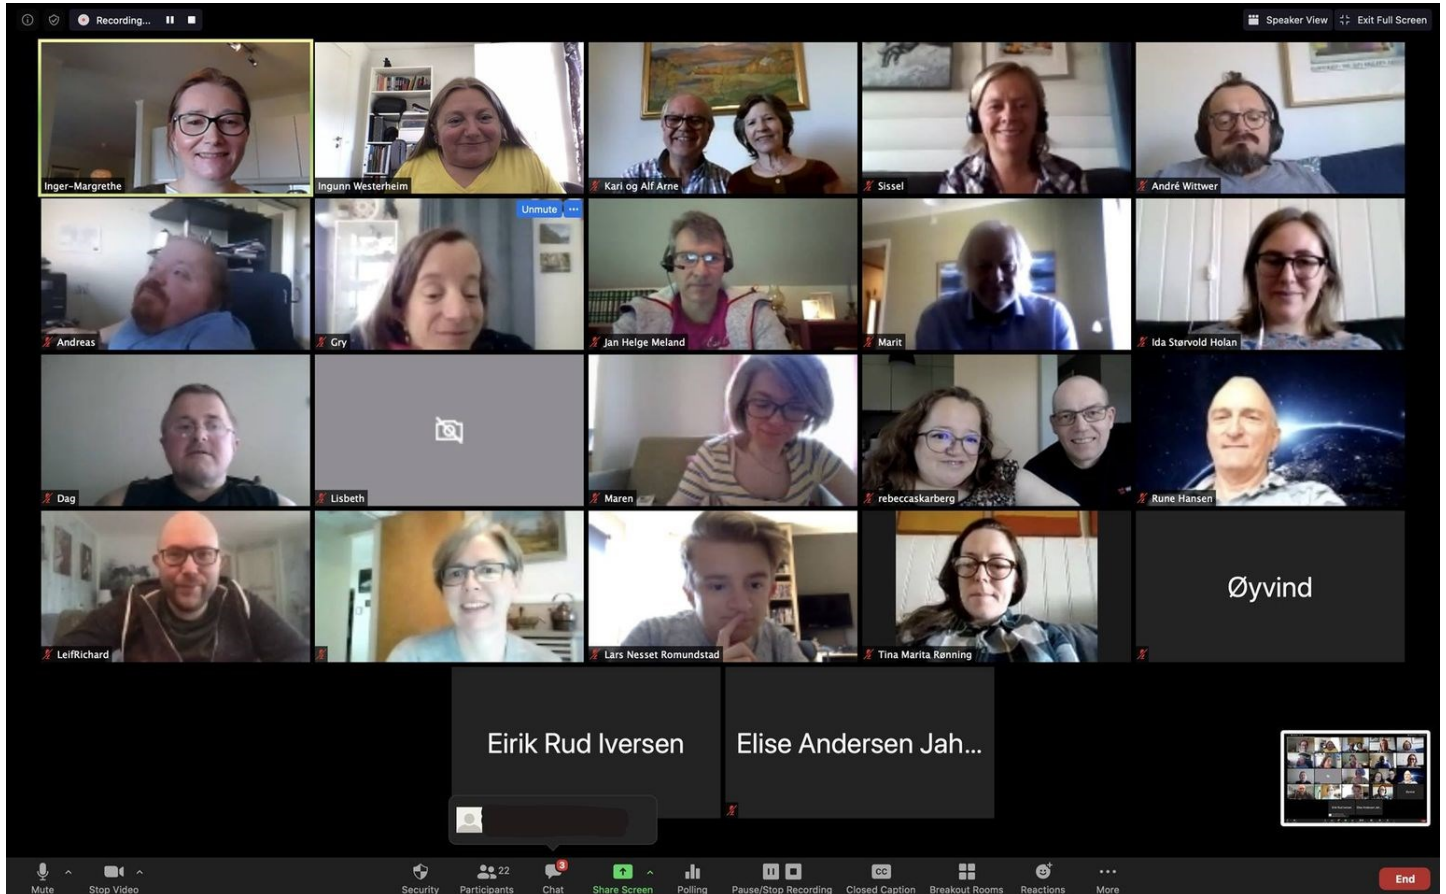 Recording...
Speaker View
Exit Full Screen
Inger-Margrethe
Ingunn Westerheim
Kari og Alf Arne
Sissel
André Wittwer
Unmute
Andreas
Gry
Jan Helge Meland
Marit
Ida Størvold Holan
Dag
Lisbeth
Maren
rebeccaskarberg
Rune Hansen
LeifRichard
Lars Nesset Romundstad
Tina Marita Rønning
Øyvind
Eirik Rud Iversen
Elise Andersen Jah...
Mute
Stop Video
Security
Participants
22
Chat
3
Share Screen
Polling
Pause/Stop Recording
CC
Closed Caption
Breakout Rooms
Reactions
More
End